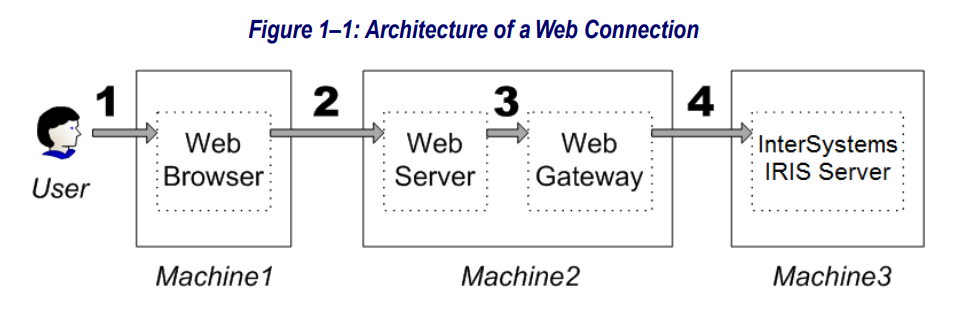 Figure 1–1: Architecture of a Web Connection
1
2
3
4
User
Web
Browser
Web
Server
Web
Gateway
InterSystems
IRIS Server
Machine1
Machine2
Machine3